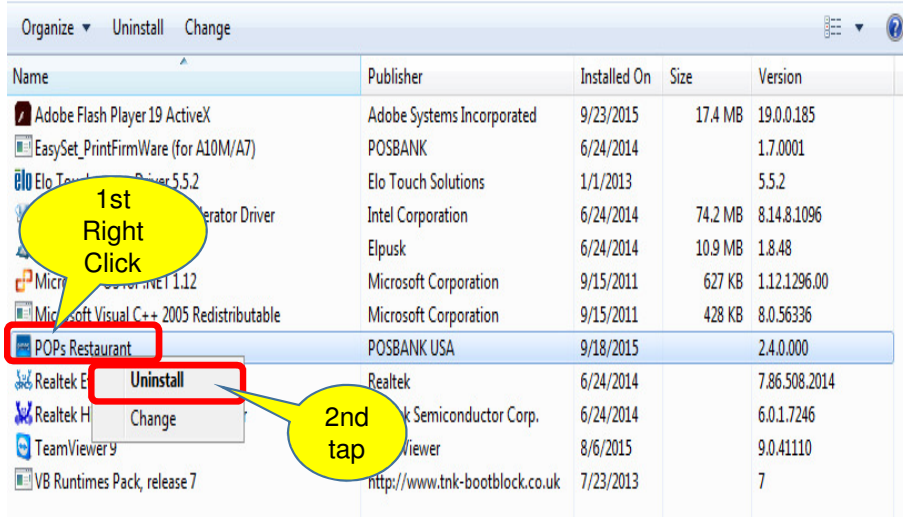 Organize Uninstall Change
Name Publisher Installed On Size Version
Adobe Flash Player 19 ActiveX Adobe Systems Incorporated 9/23/2015 17.4 MB 19.0.0.185
EasySet_PrintFirmWare (for A10M/A7) POSBANK 6/24/2014 1.7.0001
elo Elo Driver 5.5.2 Elo Touch Solutions 1/1/2013 5.5.2
1st
Right
Click
erator Driver Intel Corporation 6/24/2014 74.2 MB 8.14.8.1096
Elpusk 6/24/2014 10.9 MB 1.8.48
.NET 1.12 Microsoft Corporation 9/15/2011 627 KB 1.12.1296.00
Microsoft Visual C++ 2005 Redistributable Microsoft Corporation 9/15/2011 428 KB 8.0.56336
POPs Restaurant POSBANK USA 9/18/2015 2.4.0.000
Realtek E Realtek 6/24/2014 7.86.508.2014
Uninstall
Change
2nd
tap
Realtek H Semiconductor Corp. 6/24/2014 6.0.1.7246
TeamViewer 9 iewer 8/6/2015 9.0.41110
VB Runtimes Pack, release 7 http://www.tnk-bootblock.co.uk 7/23/2013 7